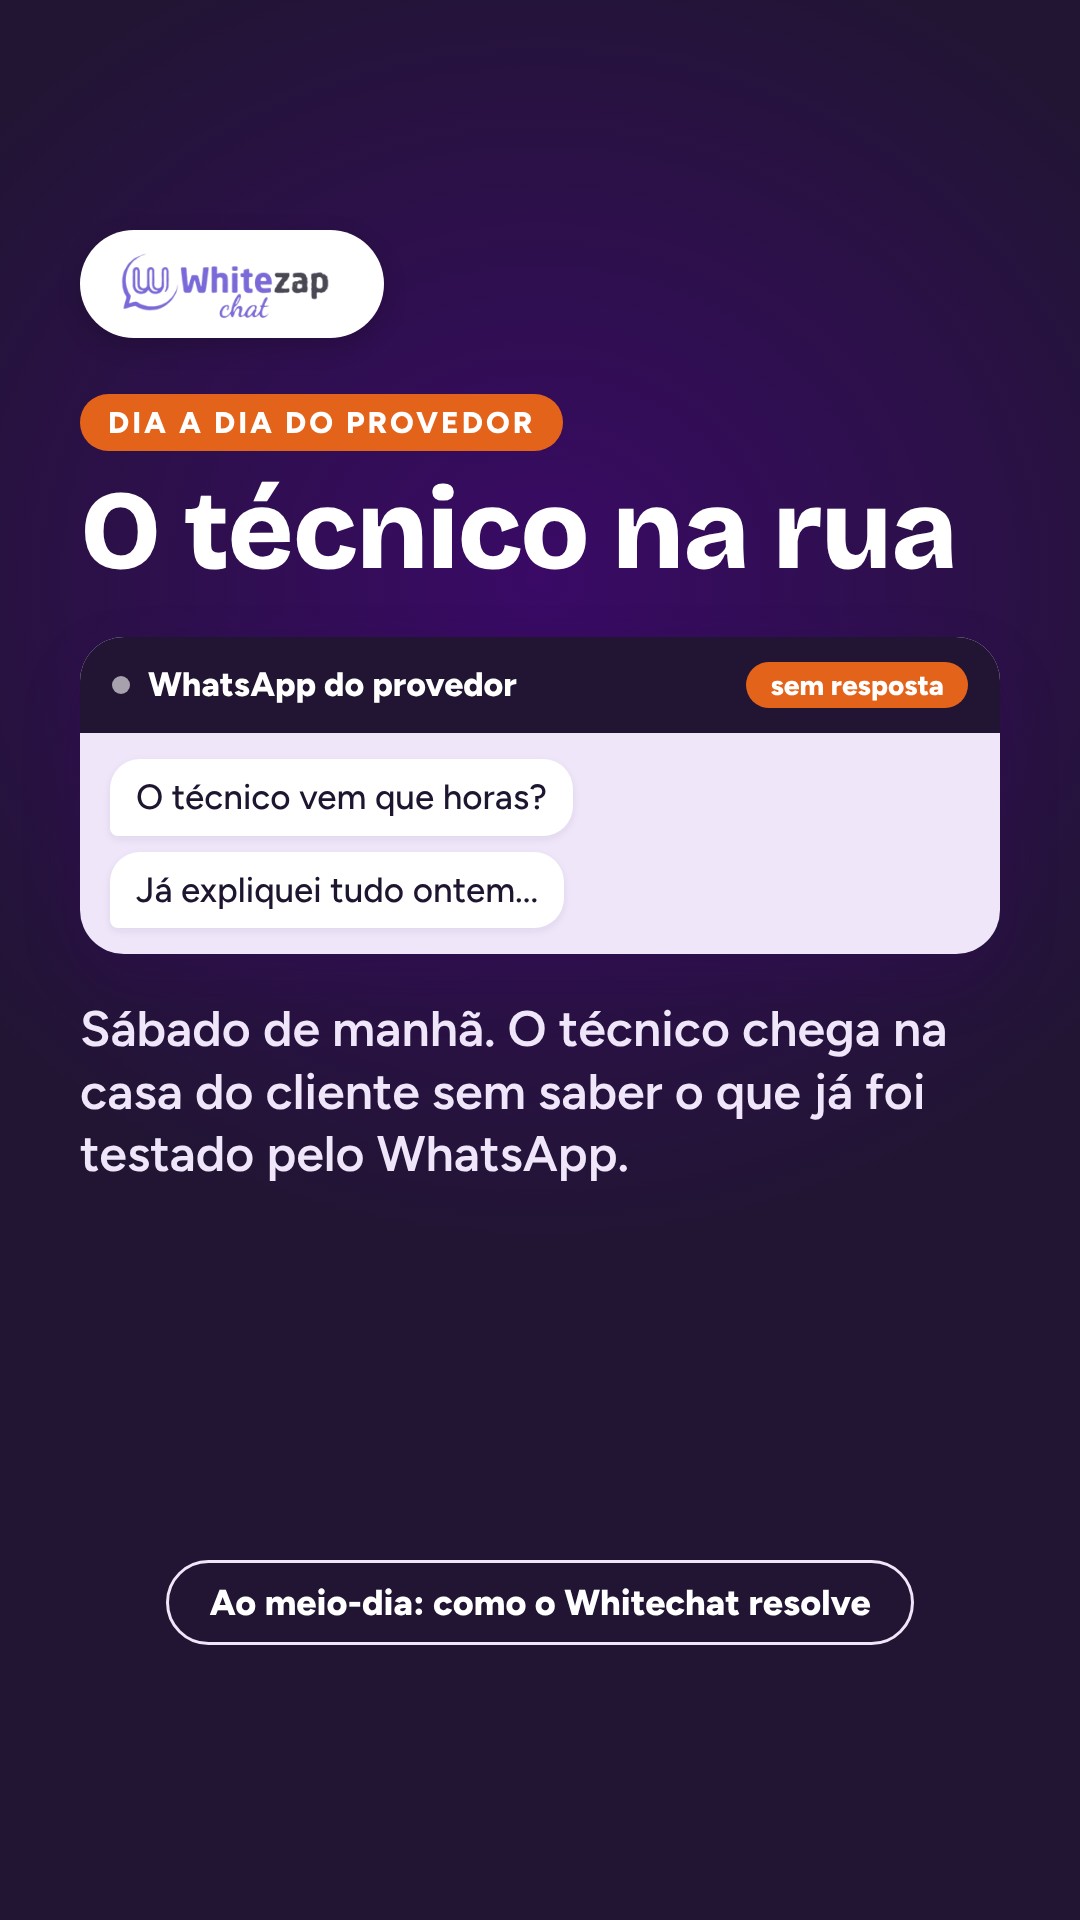 Whitezap
chat
DIA A DIA DO PROVEDOR
O técnico na rua
WhatsApp do provedor
sem resposta
O técnico vem que horas?
Já expliquei tudo ontem...
Sábado de manhã. O técnico chega na
casa do cliente sem saber o que já foi
testado pelo WhatsApp.
Ao meio-dia: como o Whitechat resolve